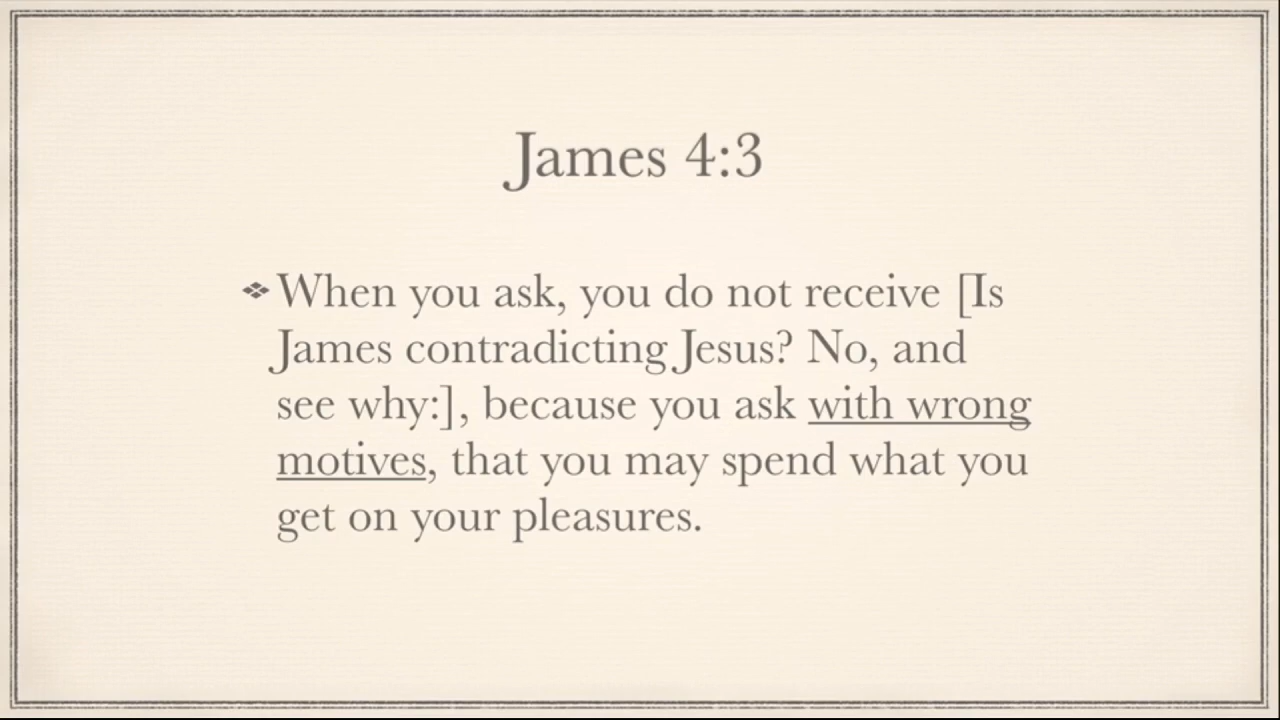 James 4:3
❖ When you ask, you do not receive [Is
James contradicting Jesus? No, and
see why:], because you ask with wrong
motives, that you may spend what you
get on your pleasures.